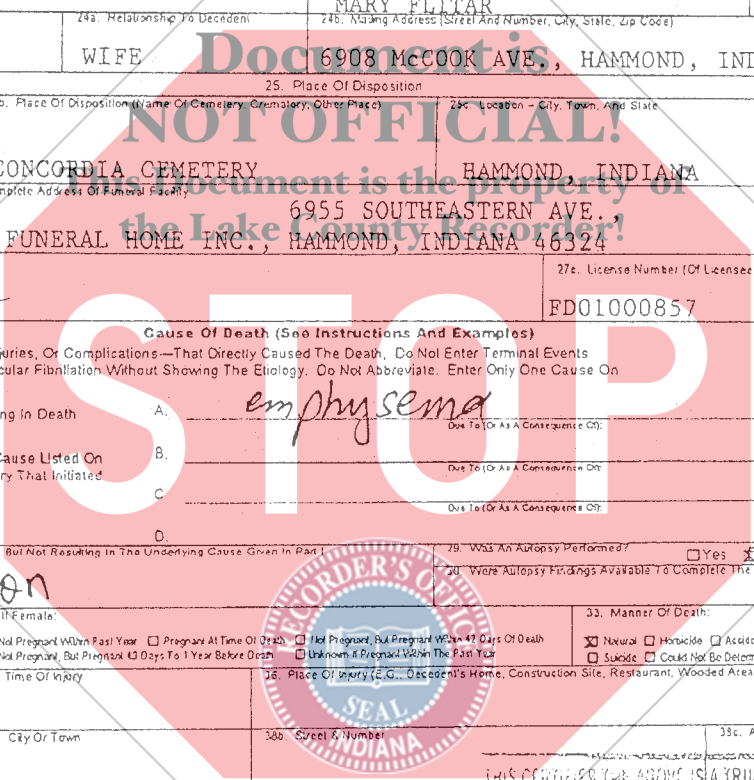 MARY FLITAR
24a. Relationship To Decedent 24b. Mailing Address (Street And Number, City, State, Zip Code)
Document is
WIFE 6908 McCOOK AVE., HAMMOND, IND
25. Place Of Disposition
b. Place Of Disposition (Name Of Cemetery, Crematory, Other Place) 25c. Location - City, Town, And State
NOT OFFICIAL!
CONCORDIA CEMETERY HAMMOND, INDIANA
This Document is the property of
mplete Address Of Funeral Facility
6955 SOUTHEASTERN AVE.,
the Lake County Recorder!
FUNERAL HOME INC., HAMMOND, INDIANA 46324
27c. License Number (Of Licensee
FD01000857
STOP
Cause Of Death (See Instructions And Examples)
juries, Or Complications—That Directly Caused The Death, Do Not Enter Terminal Events
cular Fibrillation Without Showing The Etiology. Do Not Abbreviate. Enter Only One Cause On
ng In Death A. emphysema
Due To (Or As A Consequence Of):
Cause Listed On B.
Due To (Or As A Consequence Of):
ry That Initiated
C
Due To (Or As A Consequence Of):
D.
But Not Resulting In The Underlying Cause Given In Part I 29. Was An Autopsy Performed? Yes
30. Were Autopsy Findings Available To Complete The
on
If Female: 33. Manner Of Death:
Not Pregnant Within Past Year Pregnant At Time Of Death Not Pregnant, But Pregnant Within 42 Days Of Death Natural Homicide Accide
Not Pregnant, But Pregnant 43 Days To 1 Year Before Death Unknown If Pregnant Within The Past Year Suicide Could Not Be Determ
Time Of Injury 36. Place Of Injury (E.G., Decedent's Home, Construction Site, Restaurant, Wooded Area
RECORDER'S OFFICE
SEAL
INDIANA
City Or Town 38b. Street & Number 38c. A